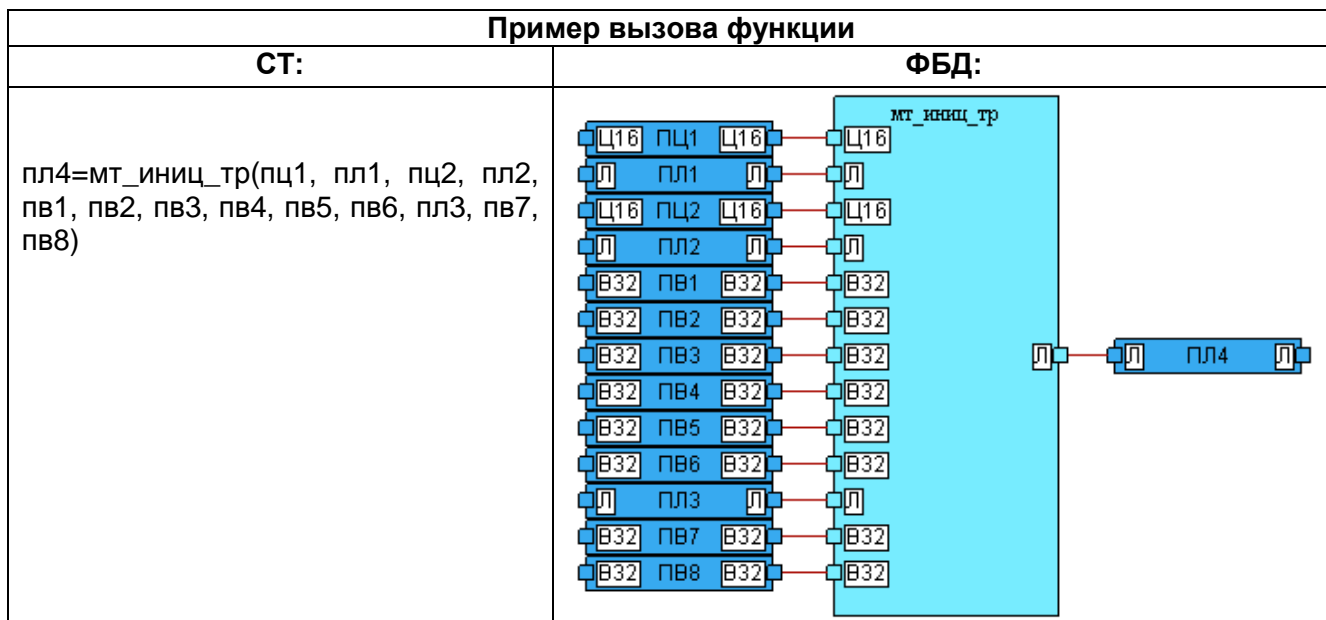 Пример вызова функции
СТ:
ФБД:
пл4=мт_иниц_тр(пц1, пл1, пц2, пл2,
пв1, пв2, пв3, пв4, пв5, пв6, пл3, пв7,
пв8)
мт_иниц_тр
Ц16 ПЦ1 Ц16 Ц16
Л ПЛ1 Л Л
Ц16 ПЦ2 Ц16 Ц16
Л ПЛ2 Л Л
В32 ПВ1 В32 В32
В32 ПВ2 В32 В32
В32 ПВ3 В32 В32 Л Л ПЛ4 Л
В32 ПВ4 В32 В32
В32 ПВ5 В32 В32
В32 ПВ6 В32 В32
Л ПЛ3 Л Л
В32 ПВ7 В32 В32
В32 ПВ8 В32 В32